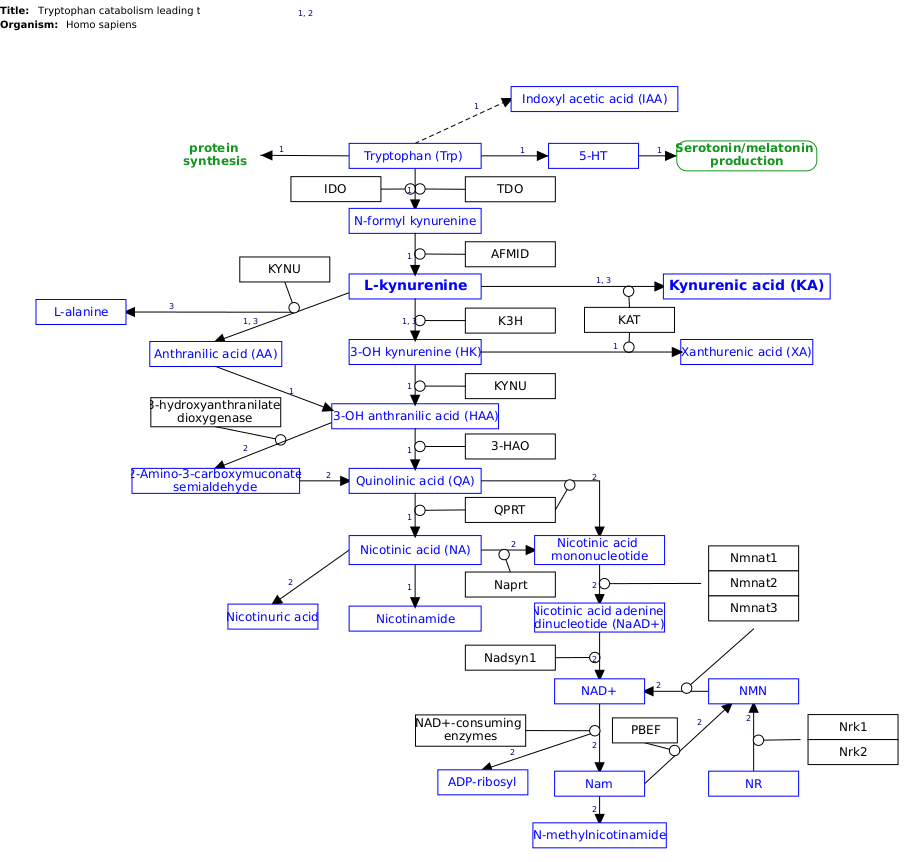 Title: Tryptophan catabolism leading t
1, 2
Organism: Homo sapiens
1
Indoxyl acetic acid (IAA)
protein
synthesis
1
Tryptophan (Trp)
1
5-HT
1
Serotonin/melatonin
production
IDO
1
TDO
N-formyl kynurenine
1
AFMID
KYNU
L-kynurenine
1, 3
Kynurenic acid (KA)
L-alanine
3
1, 3
1, 3
K3H
KAT
Anthranilic acid (AA)
3-OH kynurenine (HK)
1
Xanthurenic acid (XA)
1
1
KYNU
3-hydroxyanthranilate
dioxygenase
3-OH anthranilic acid (HAA)
2
1
3-HAO
2-Amino-3-carboxymuconate
semialdehyde
2
Quinolinic acid (QA)
2
1
QPRT
Nicotinic acid (NA)
2
Nicotinic acid
mononucleotide
Nmnat1
Nmnat2
Nmnat3
2
1
Naprt
2
Nicotinuric acid
Nicotinamide
Nicotinic acid adenine
dinucleotide (NaAD+)
Nadsyn1
2
NAD+
2
NMN
NAD+-consuming
enzymes
2
2
PBEF
2
2
Nrk1
Nrk2
ADP-ribosyl
Nam
NR
2
N-methylnicotinamide